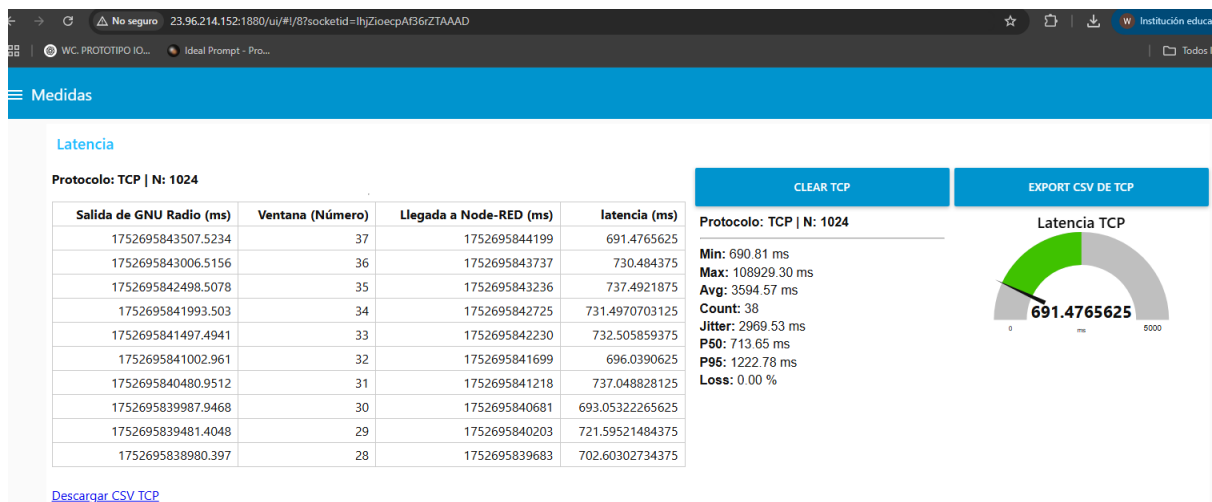 No seguro 23.96.214.152:1880/ui/#!/8?socketid=IhjZioecpAf36rZTAAAD
W Institución educa
WC. PROTOTIPO IO... Ideal Prompt - Pro...
Todos
Medidas
Latencia
Protocolo: TCP | N: 1024
Salida de GNU Radio (ms) Ventana (Número) Llegada a Node-RED (ms) latencia (ms)
1752695843507.5234 37 1752695844199 691.4765625
1752695843006.5156 36 1752695843737 730.484375
1752695842498.5078 35 1752695843236 737.4921875
1752695841993.503 34 1752695842725 731.4970703125
1752695841497.4941 33 1752695842230 732.505859375
1752695841002.961 32 1752695841699 696.0390625
1752695840480.9512 31 1752695841218 737.048828125
1752695839987.9468 30 1752695840681 693.05322265625
1752695839481.4048 29 1752695840203 721.59521484375
1752695838980.397 28 1752695839683 702.60302734375
Descargar CSV TCP
CLEAR TCP
Protocolo: TCP | N: 1024
Min: 690.81 ms
Max: 108929.30 ms
Avg: 3594.57 ms
Count: 38
Jitter: 2969.53 ms
P50: 713.65 ms
P95: 1222.78 ms
Loss: 0.00 %
EXPORT CSV DE TCP
Latencia TCP
691.4765625
0 ms 5000